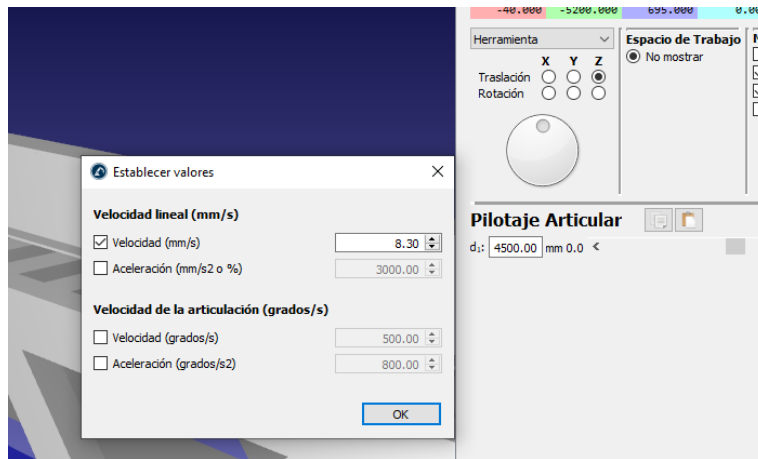 -40.000 -5200.000 695.000 0.00
Herramienta
Espacio de Trabajo
No mostrar
X Y Z
Traslación
Rotación
Establecer valores
Velocidad lineal (mm/s)
Velocidad (mm/s) 8.30
Aceleración (mm/s2 o %) 3000.00
Velocidad de la articulación (grados/s)
Velocidad (grados/s) 500.00
Aceleración (grados/s2) 800.00
OK
Pilotaje Articular
d₁: 4500.00 mm 0.0 <